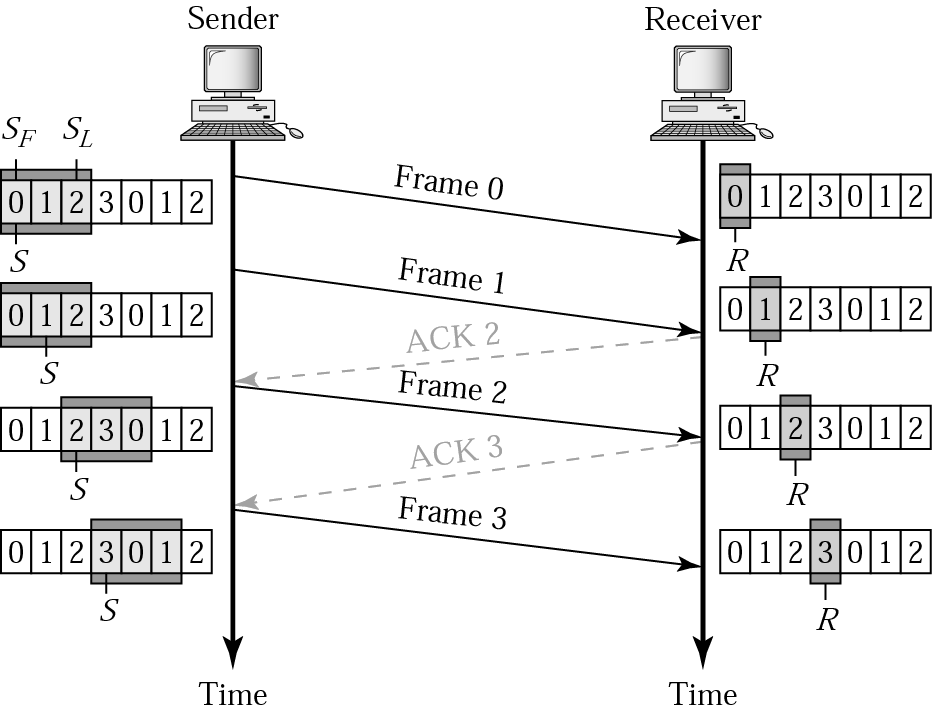 Sender
Receiver
S_F S_L
0 1 2 3 0 1 2
S
Frame 0
0 1 2 3 0 1 2
R
0 1 2 3 0 1 2
S
Frame 1
0 1 2 3 0 1 2
R
ACK 2
0 1 2 3 0 1 2
S
Frame 2
0 1 2 3 0 1 2
R
ACK 3
0 1 2 3 0 1 2
S
Frame 3
0 1 2 3 0 1 2
R
Time
Time